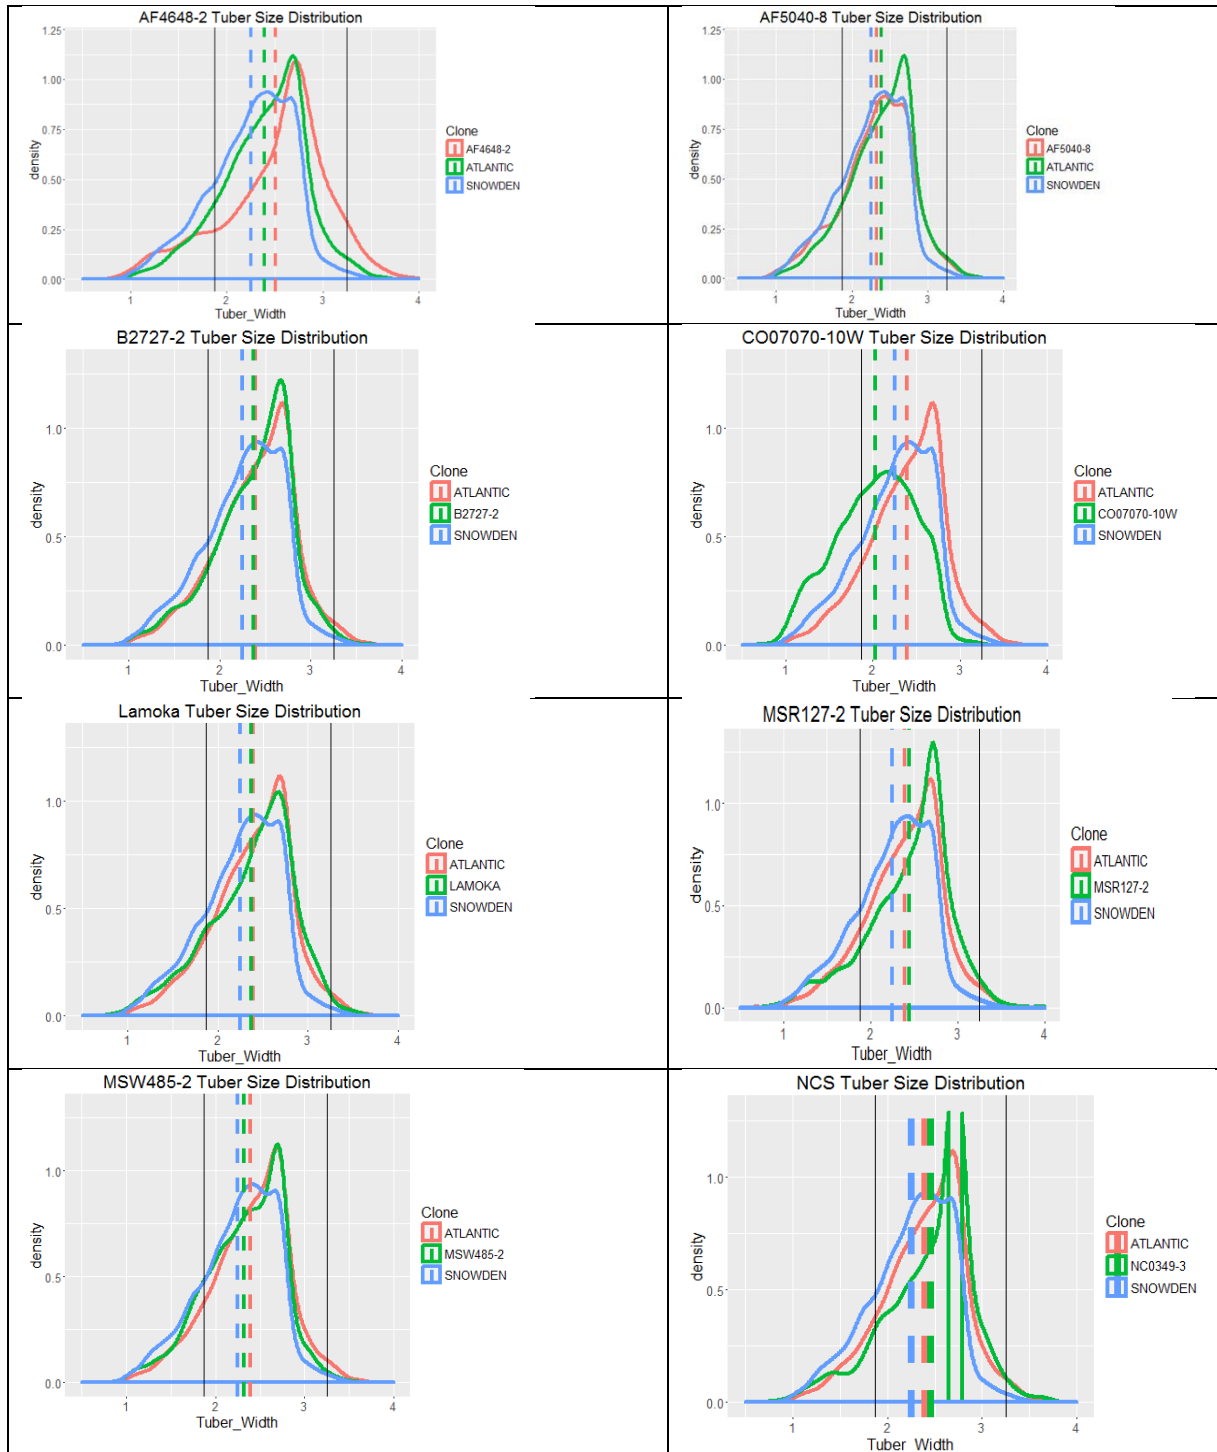 AF4648-2 Tuber Size Distribution
1.25
1.00
0.75
0.50
0.25
0.00
density
1 2 3 4
Tuber_Width
Clone
AF4648-2
ATLANTIC
SNOWDEN
AF5040-8 Tuber Size Distribution
1.25
1.00
0.75
0.50
0.25
0.00
density
1 2 3 4
Tuber_Width
Clone
AF5040-8
ATLANTIC
SNOWDEN
B2727-2 Tuber Size Distribution
1.0
0.5
0.0
density
1 2 3 4
Tuber_Width
Clone
ATLANTIC
B2727-2
SNOWDEN
CO07070-10W Tuber Size Distribution
1.0
0.5
0.0
density
1 2 3 4
Tuber_Width
Clone
ATLANTIC
CO07070-10W
SNOWDEN
Lamoka Tuber Size Distribution
1.0
0.5
0.0
density
1 2 3 4
Tuber_Width
Clone
ATLANTIC
LAMOKA
SNOWDEN
MSR127-2 Tuber Size Distribution
1.0
0.5
0.0
density
1 2 3 4
Tuber_Width
Clone
ATLANTIC
MSR127-2
SNOWDEN
MSW485-2 Tuber Size Distribution
1.0
0.5
0.0
density
1 2 3 4
Tuber_Width
Clone
ATLANTIC
MSW485-2
SNOWDEN
NCS Tuber Size Distribution
1.0
0.5
0.0
density
1 2 3 4
Tuber_Width
Clone
ATLANTIC
NC0349-3
SNOWDEN